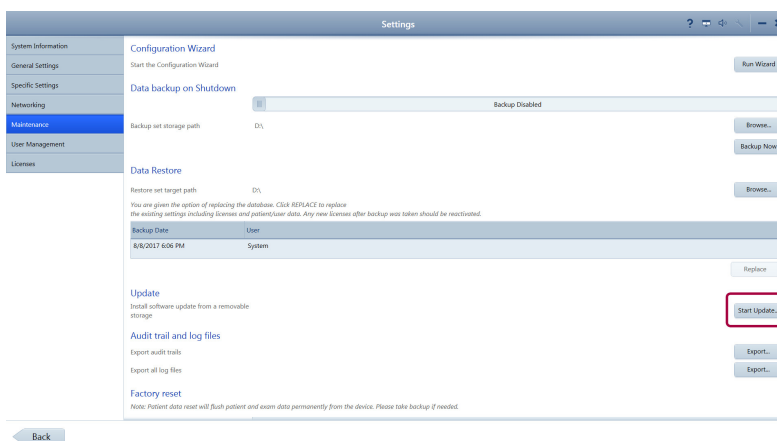 Settings
?
System Information
General Settings
Specific Settings
Networking
Maintenance
User Management
Licenses
Configuration Wizard
Start the Configuration Wizard
Run Wizard
Data backup on Shutdown
Backup Disabled
Backup set storage path
D:\,
Browse...
Backup Now
Data Restore
Restore set target path
D:\,
Browse...
You are given the option of replacing the database. Click REPLACE to replace
the existing settings including licenses and patient/user data. Any new licenses after backup was taken should be reactivated.
Backup Date User
8/8/2017 6:06 PM System
Replace
Update
Install software update from a removable
storage
Start Update..
Audit trail and log files
Export audit trails
Export...
Export all log files
Export...
Factory reset
Note: Patient data reset will flush patient and exam data permanently from the device. Please take backup if needed.
Back